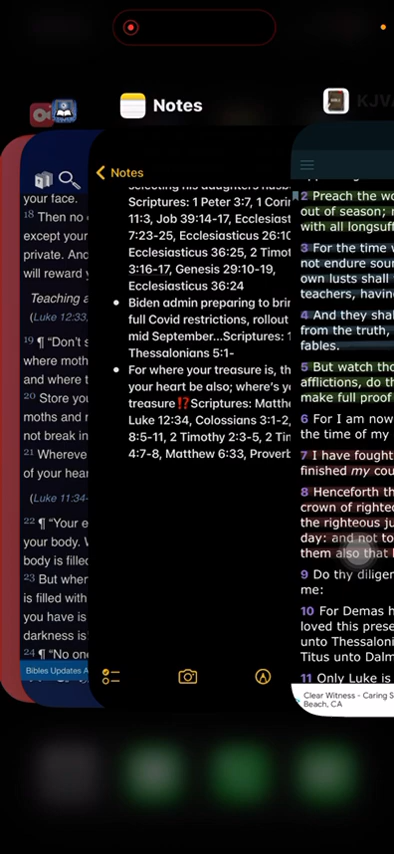 Notes
KJV
Notes
Selecting his daughters husb
Scriptures: 1 Peter 3:7, 1 Corin
11:3, Job 39:14-17, Ecclesiast
7:23-25, Ecclesiasticus 26:10
Ecclesiasticus 36:25, 2 Timot
3:16-17, Genesis 29:10-19,
Ecclesiasticus 36:24
Biden admin preparing to brin
full Covid restrictions, rollout
mid September...Scriptures: 1
Thessalonians 5:1-
For where your treasure is, th
your heart be also; where's yo
treasure⁉️Scriptures: Matthe
Luke 12:34, Colossians 3:1-2,
8:5-11, 2 Timothy 2:3-5, 2 Tim
4:7-8, Matthew 6:33, Proverb
your face.
18 Then no
except your
private. And
will reward y
Teaching a
(Luke 12:33,
19 ¶ "Don't s
where moth
and where t
20 Store you
moths and r
not break in
21 Whereve
of your hear
(Luke 11:34-
22 ¶ "Your e
your body. W
body is filled
23 But when
is filled with
you have is
darkness is
24 ¶ "No one
Bibles Updates A
2 Preach the wo
out of season; r
with all longsuff
3 For the time w
not endure soun
own lusts shall
teachers, having
4 And they shal
from the truth,
fables.
5 But watch tho
afflictions, do th
make full proof
6 For I am now
the time of my
7 I have fought
finished my cou
8 Henceforth th
crown of righte
the righteous ju
day: and not to
them also that l
9 Do thy diligen
me:
10 For Demas h
loved this prese
unto Thessaloni
Titus unto Dalm
11 Only Luke is
Clear Witness - Caring S
Beach, CA